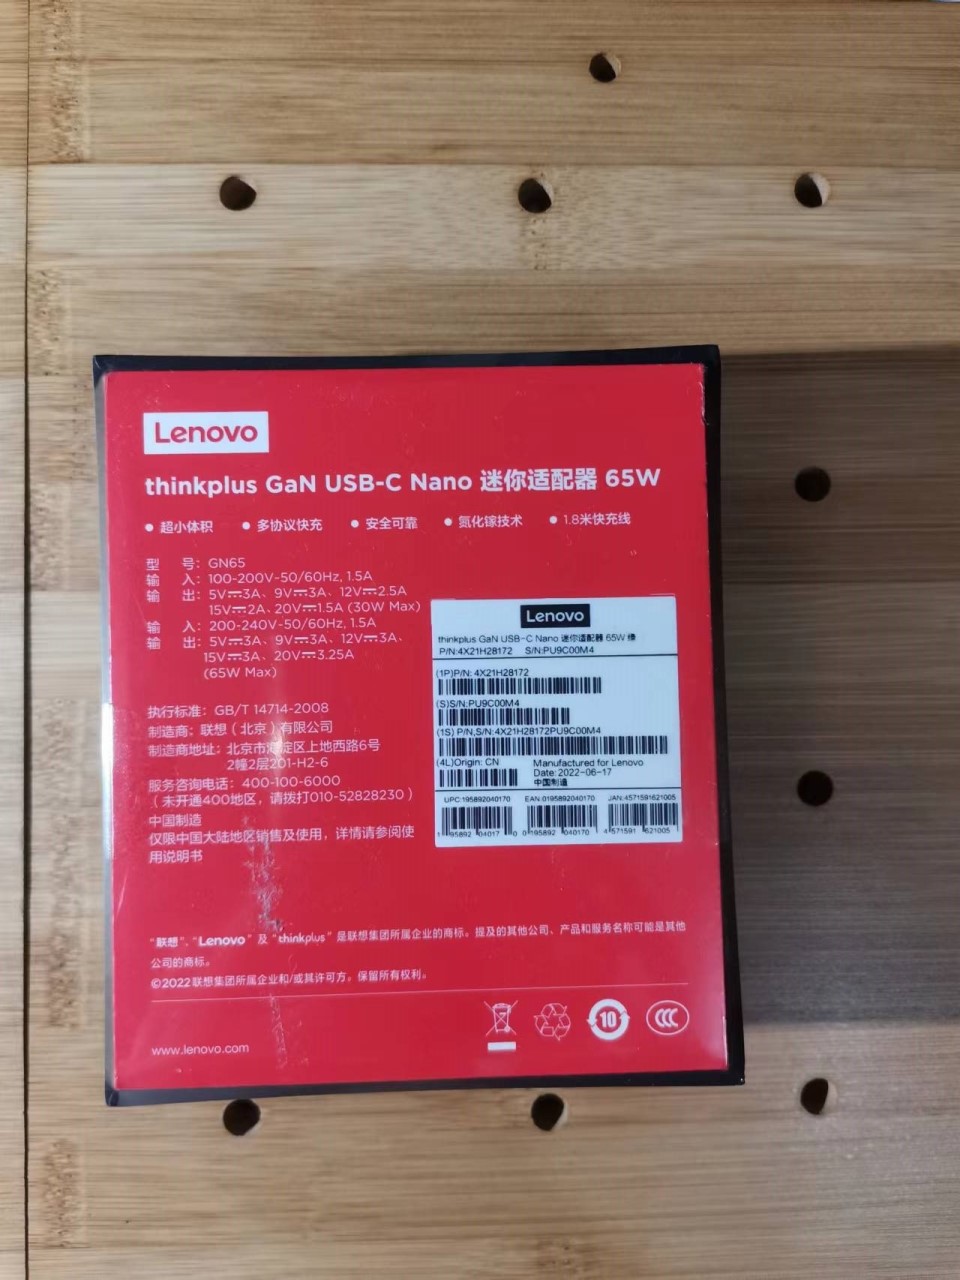 Lenovo
thinkplus GaN USB-C Nano 迷你适配器 65W
• 超小体积 • 多协议快充 • 安全可靠 • 氮化镓技术 • 1.8米快充线
型 号：GN65
输 入：100-200V~50/60Hz, 1.5A
输 出：5V⎓3A、9V⎓3A、12V⎓2.5A
15V⎓2A、20V⎓1.5A (30W Max)
输 入：200-240V~50/60Hz, 1.5A
输 出：5V⎓3A、9V⎓3A、12V⎓3A、
15V⎓3A、20V⎓3.25A
(65W Max)
执行标准：GB/T 14714-2008
制造商：联想（北京）有限公司
制造商地址：北京市海淀区上地西路6号
2幢2层201-H2-6
服务咨询电话：400-100-6000
（未开通400地区，请拨打010-52828230）
中国制造
仅限中国大陆地区销售及使用，详情请参阅使
用说明书
Lenovo
thinkplus GaN USB-C Nano 迷你适配器 65W
P/N:4X21H28172 S/N:PU9C00M4
(1P)P/N: 4X21H28172
(S)S/N:PU9C00M4
(1S) P/N,S/N:4X21H28172PU9C00M4
(4L)Origin: CN Manufactured for Lenovo
Date: 2022-06-17
中国制造
UPC:195892040170 EAN:0195892040170 JAN:4571591621005
1 95892 04017 0 0 195892 040170 4 571591 621005
“联想”、“Lenovo” 及 “thinkplus” 是联想集团所属企业的商标。提及的其他公司、产品和服务名称可能是其他
公司的商标。
©2022联想集团所属企业和/或其许可方。保留所有权利。
10
CCC
www.lenovo.com